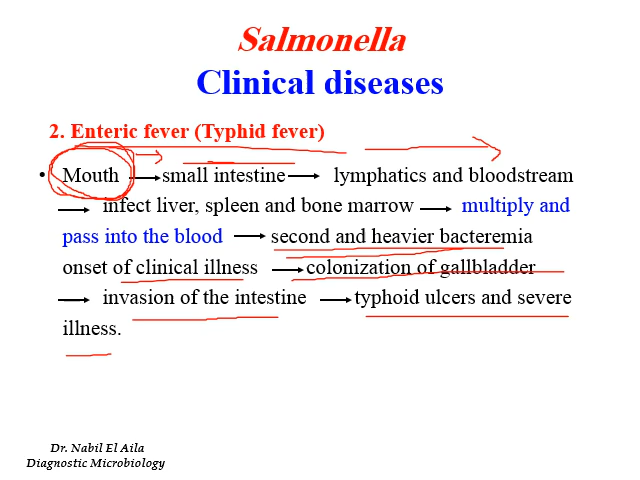 Salmonella
Clinical diseases
2. Enteric fever (Typhid fever)
• Mouth → small intestine → lymphatics and bloodstream
→ infect liver, spleen and bone marrow → multiply and
pass into the blood → second and heavier bacteremia
onset of clinical illness → colonization of gallbladder
→ invasion of the intestine → typhoid ulcers and severe
illness.
Dr. Nabil El Aila
Diagnostic Microbiology